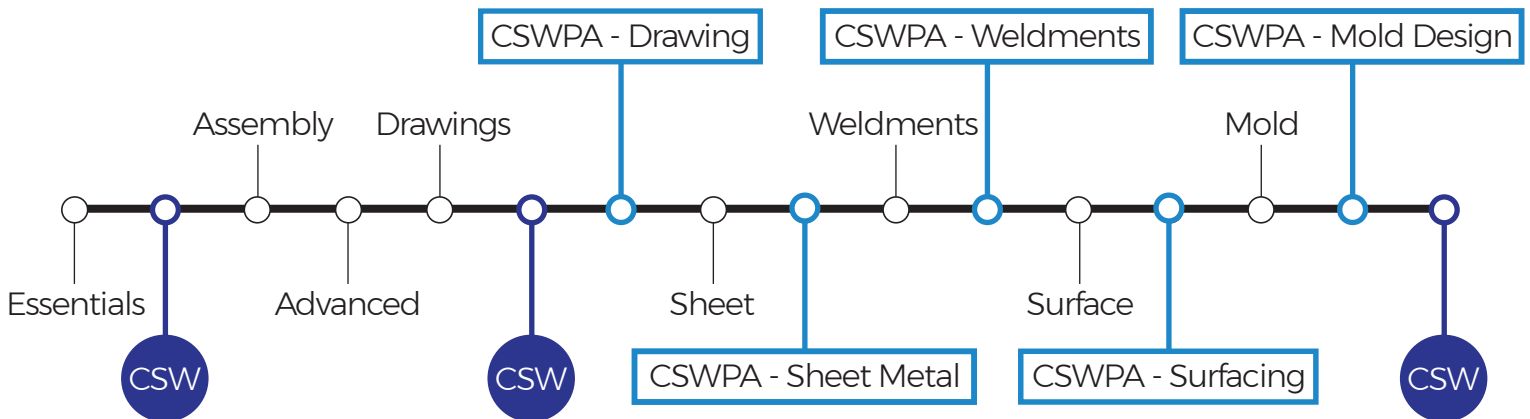 CSWPA - Drawing
CSWPA - Weldments
CSWPA - Mold Design
Assembly
Drawings
Weldments
Mold
Essentials
Advanced
Sheet
Surface
CSW
CSW
CSWPA - Sheet Metal
CSWPA - Surfacing
CSW